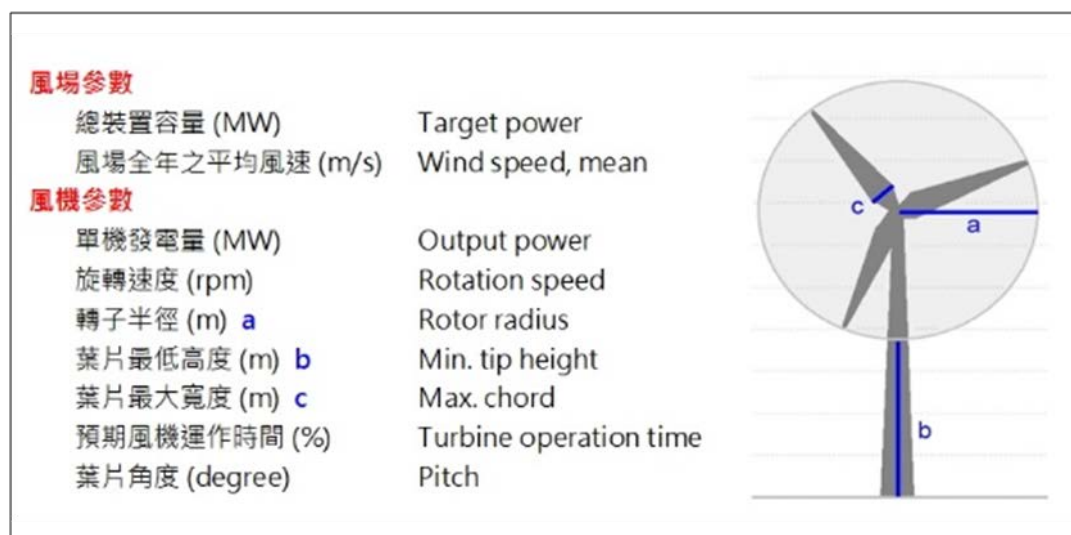 風場參數
總裝置容量 (MW) Target power
風場全年之平均風速 (m/s) Wind speed, mean
風機參數
單機發電量 (MW) Output power
旋轉速度 (rpm) Rotation speed
轉子半徑 (m) a Rotor radius
葉片最低高度 (m) b Min. tip height
葉片最大寬度 (m) c Max. chord
預期風機運作時間 (%) Turbine operation time
葉片角度 (degree) Pitch
c
a
b